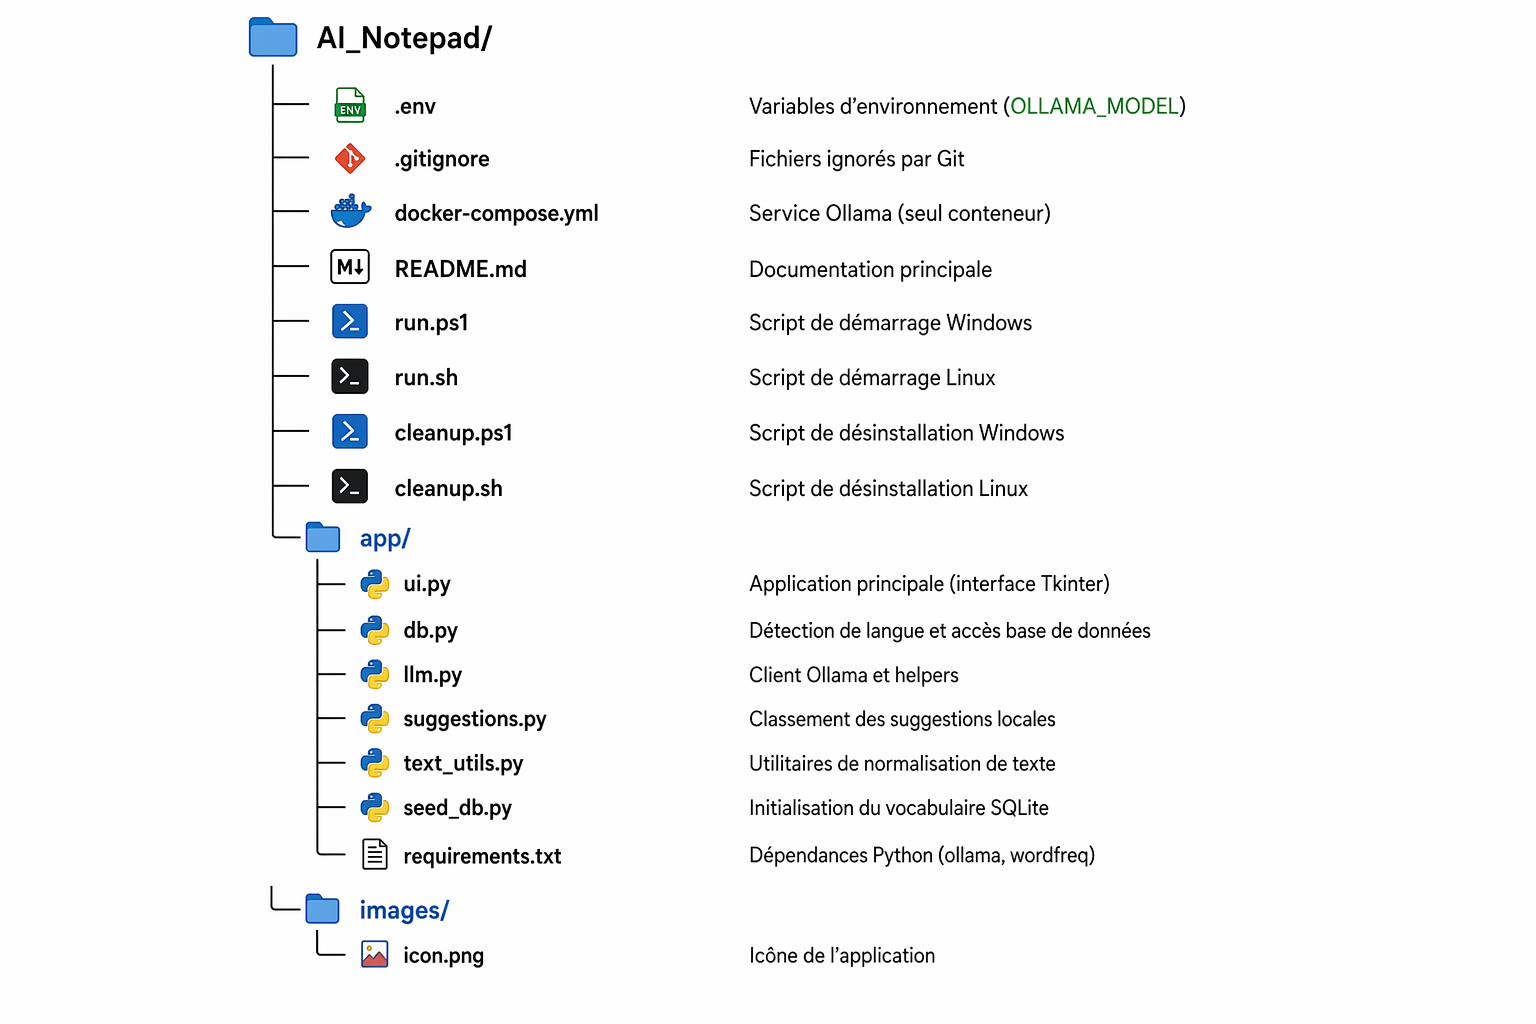 AI_Notepad/
ENV .env Variables d’environnement (OLLAMA_MODEL)
.gitignore Fichiers ignorés par Git
docker-compose.yml Service Ollama (seul conteneur)
M↓ README.md Documentation principale
>_ run.ps1 Script de démarrage Windows
>_ run.sh Script de démarrage Linux
>_ cleanup.ps1 Script de désinstallation Windows
>_ cleanup.sh Script de désinstallation Linux
app/
ui.py Application principale (interface Tkinter)
db.py Détection de langue et accès base de données
llm.py Client Ollama et helpers
suggestions.py Classement des suggestions locales
text_utils.py Utilitaires de normalisation de texte
seed_db.py Initialisation du vocabulaire SQLite
requirements.txt Dépendances Python (ollama, wordfreq)
images/
icon.png Icône de l’application